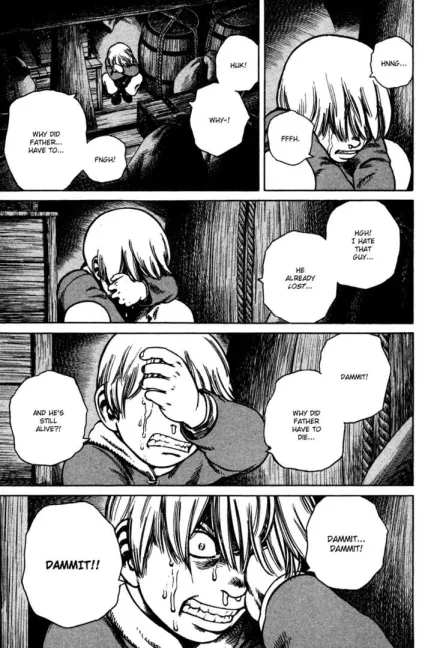 HNNG...
FFFH.
HUK!
WHY-!
WHY DID
FATHER...
HAVE TO...
FNGH!
HGH!
I HATE
THAT
GUY...
HE
ALREADY
LOST...
DAMMIT!
WHY DID
FATHER
HAVE TO
DIE...
AND HE'S
STILL
ALIVE?!
DAMMIT...
DAMMIT!
DAMMIT!!